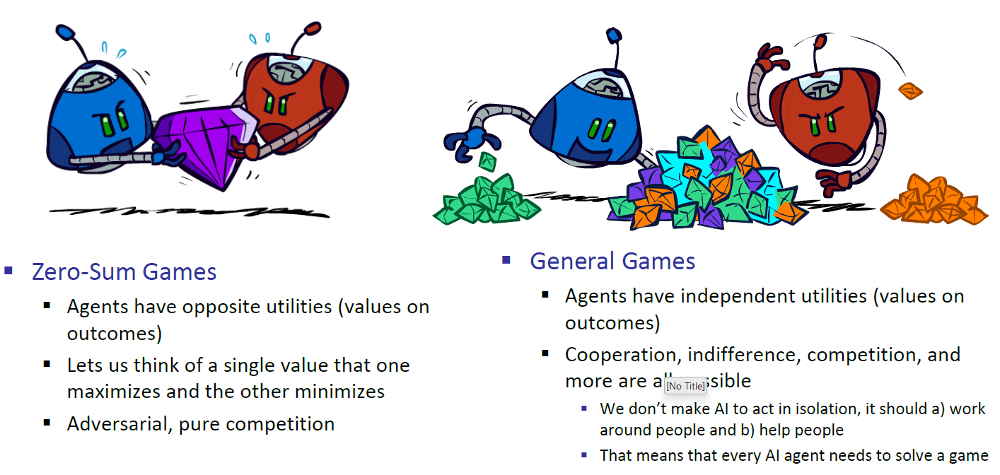 Zero-Sum Games
Agents have opposite utilities (values on
outcomes)
Lets us think of a single value that one
maximizes and the other minimizes
Adversarial, pure competition
General Games
Agents have independent utilities (values on
outcomes)
Cooperation, indifference, competition, and
more are
[No Title]
We don’t make AI to act in isolation, it should a) work
around people and b) help people
That means that every AI agent needs to solve a game